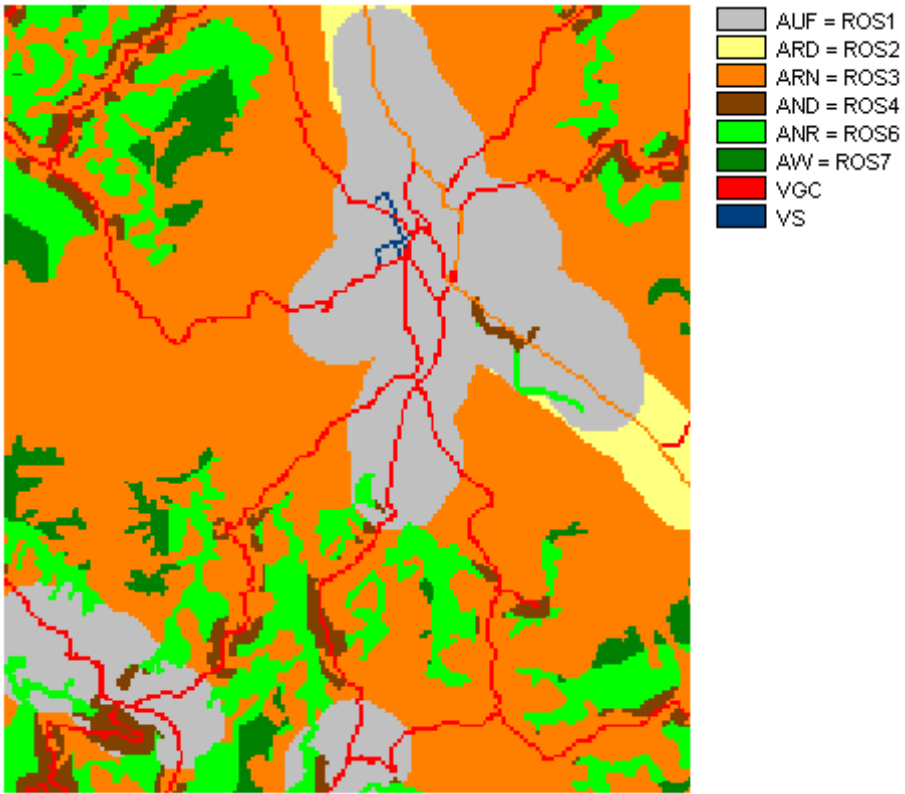 AUF = ROS1
ARD = ROS2
ARN = ROS3
AND = ROS4
ANR = ROS6
AW = ROS7
VGC
VS